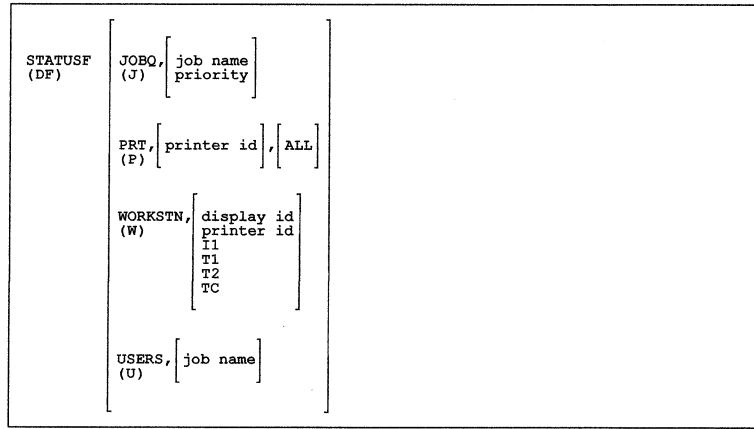 STATUSF JOBQ, job name
(DF) (J) priority
PRT, printer id , ALL
(P)
WORKSTN, display id
(W) printer id
I1
T1
T2
TC
USERS, job name
(U)